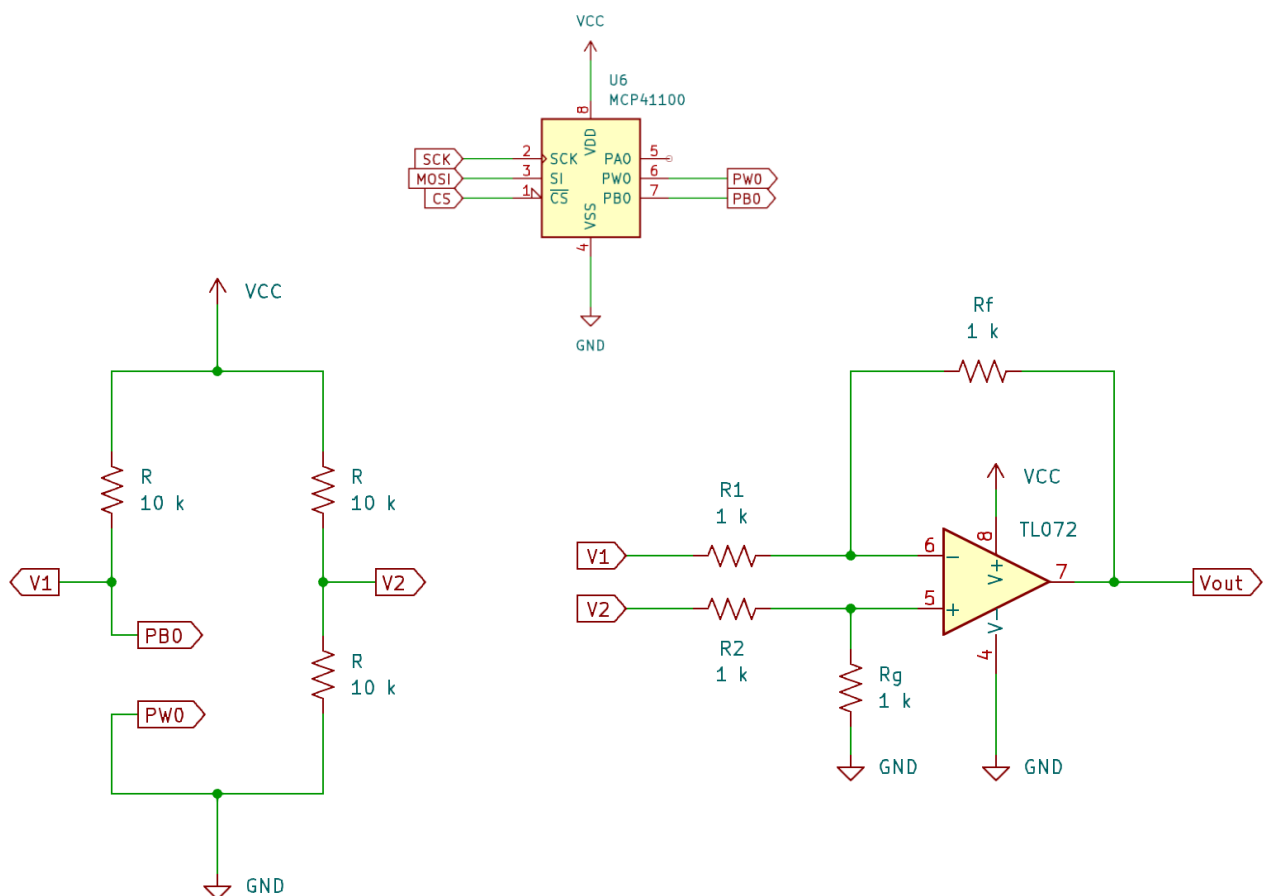 VCC
U6
MCP41100
8
VDD
SCK 2 SCK PA0 5
MOSI 3 SI PW0 6 PW0
CS 1 CS PB0 7 PB0
VSS
4
GND
VCC
R
10 k
R
10 k
V1
V2
PB0
R
10 k
PW0
GND
Rf
1 k
VCC
R1
1 k
TL072
8
V1
6 -
V+
7
Vout
V2
5 +
V-
4
R2
1 k
Rg
1 k
GND
GND